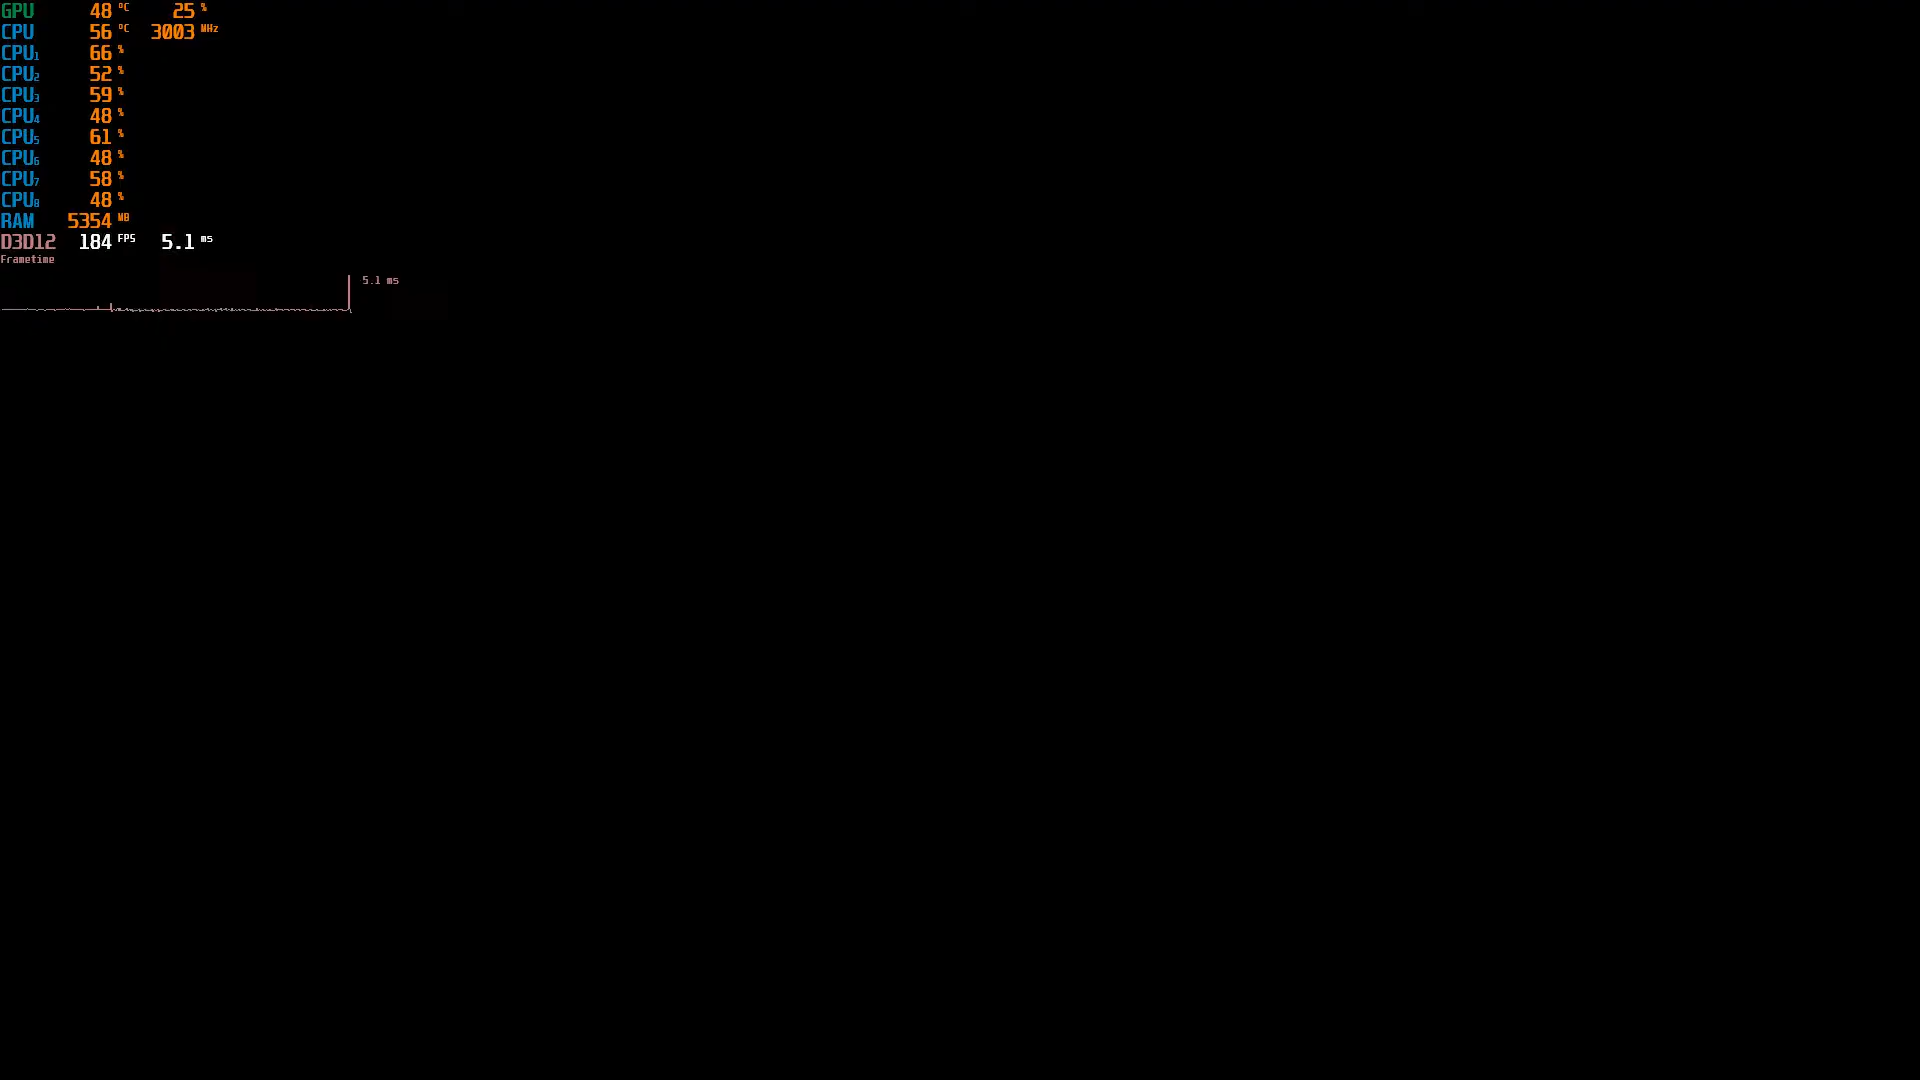 GPU 48 °C 25 %
CPU 56 °C 3003 MHz
CPU1 66 %
CPU2 52 %
CPU3 59 %
CPU4 48 %
CPU5 61 %
CPU6 48 %
CPU7 58 %
CPU8 48 %
RAM 5354 MB
D3D12 184 FPS 5.1 ms
Frametime
5.1 ms